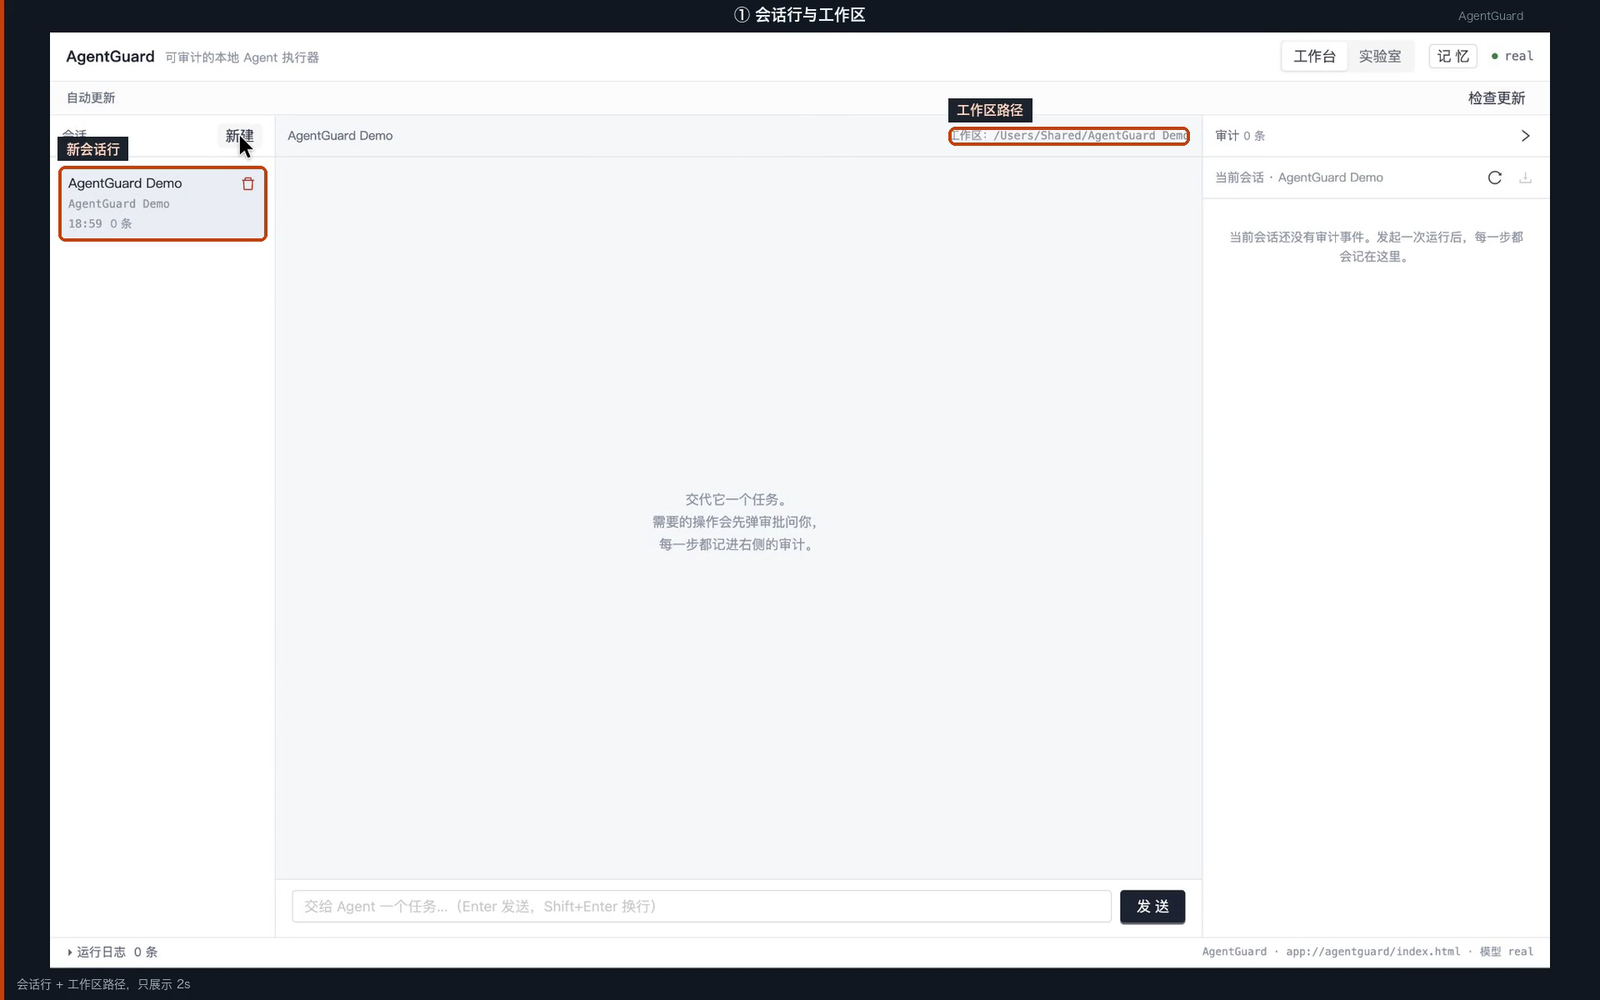 ① 会话行与工作区
AgentGuard
AgentGuard 可审计的本地 Agent 执行器
工作台 实验室 记 忆 real
自动更新
检查更新
工作区路径
会话
新建
新会话行
AgentGuard Demo
工作区: /Users/Shared/AgentGuard Demo
审计 0 条
AgentGuard Demo
AgentGuard Demo
18:59 0 条
当前会话 · AgentGuard Demo
当前会话还没有审计事件。发起一次运行后，每一步都
会记在这里。
交代它一个任务。
需要的操作会先弹审批问你，
每一步都记进右侧的审计。
交给 Agent 一个任务...（Enter 发送，Shift+Enter 换行）
发 送
运行日志 0 条
AgentGuard · app://agentguard/index.html · 模型 real
会话行 + 工作区路径，只展示 2s